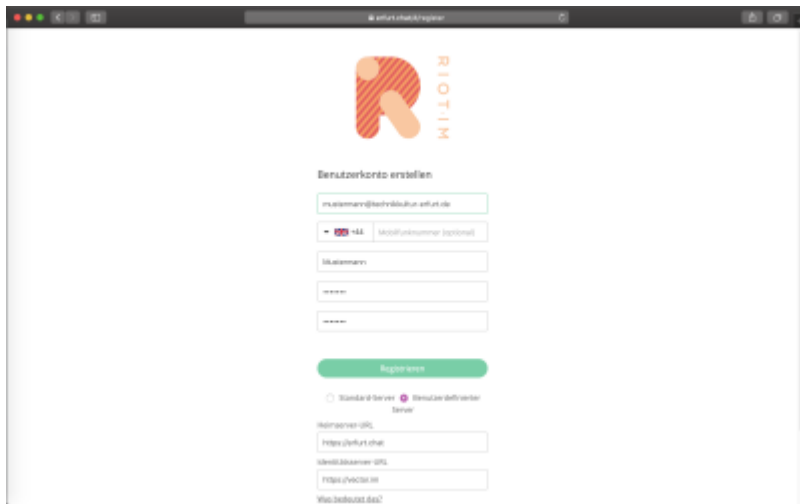 erfurt.chat/#/register
RIOT.IM
Benutzerkonto erstellen
mustermann@technikkultur-erfurt.de
+44 Mobilfunknummer (optional)
Mustermann
Registrieren
Standard-Server Benutzerdefinierter
Server
Heimserver-URL
https://erfurt.chat
Identitätsserver-URL
https://vector.im
Was bedeutet das?